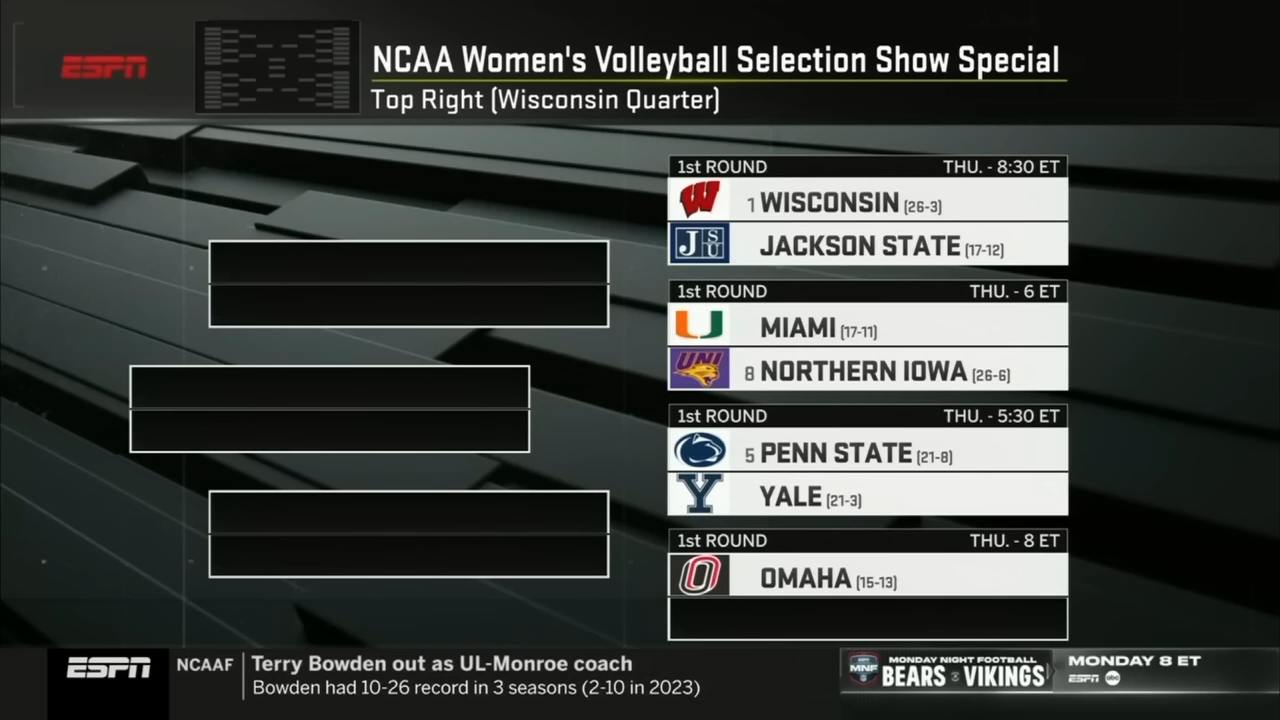 ESPN
NCAA Women's Volleyball Selection Show Special
Top Right (Wisconsin Quarter)
1st ROUND THU. - 8:30 ET
W 1 WISCONSIN (26-3)
JSU JACKSON STATE (17-12)
1st ROUND THU. - 6 ET
U MIAMI (17-11)
UNI 8 NORTHERN IOWA (26-6)
1st ROUND THU. - 5:30 ET
5 PENN STATE (21-8)
Y YALE (21-3)
1st ROUND THU. - 8 ET
O OMAHA (15-13)
ESPN NCAAF Terry Bowden out as UL-Monroe coach
Bowden had 10-26 record in 3 seasons (2-10 in 2023)
ESPN MNF MONDAY NIGHT FOOTBALL
BEARS VIKINGS
MONDAY 8 ET
ESPN abc